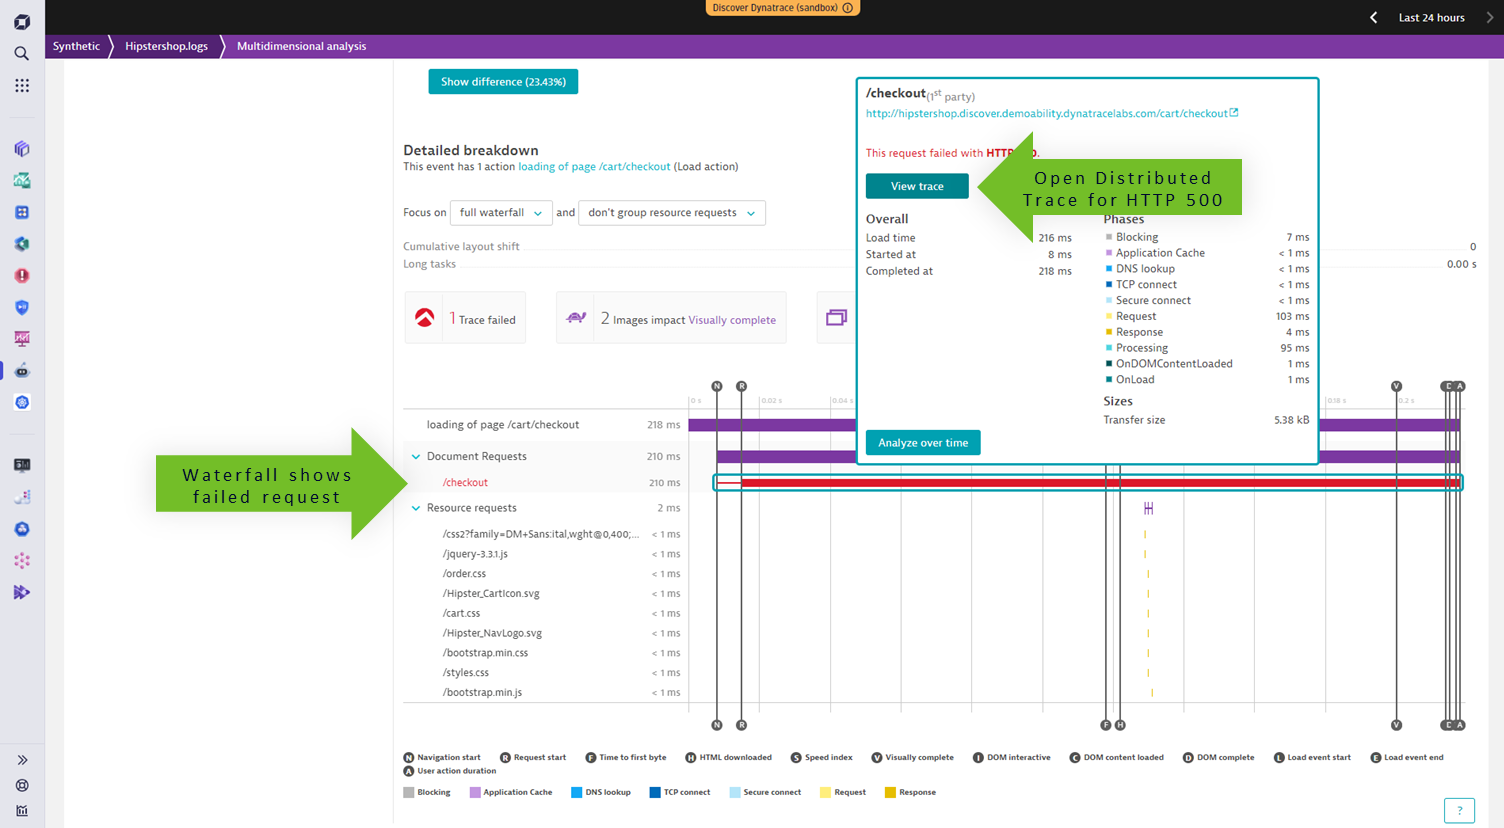 Discover Dynatrace (sandbox)
Last 24 hours
Synthetic
Hipstershop.logs
Multidimensional analysis
Show difference (23.43%)
Detailed breakdown
This event has 1 action loading of page /cart/checkout (Load action)
Focus on full waterfall and don't group resource requests
Cumulative layout shift 0
Long tasks 0.00 s
1 Trace failed
2 Images impact Visually complete
/checkout(1st party)
http://hipstershop.discover.demoability.dynatracelabs.com/cart/checkout
This request failed with
View trace
Open Distributed
Trace for HTTP 500
Overall
Load time 216 ms
Started at 8 ms
Completed at 218 ms
Phases
Blocking 7 ms
Application Cache < 1 ms
DNS lookup < 1 ms
TCP connect < 1 ms
Secure connect < 1 ms
Request 103 ms
Response 4 ms
Processing 95 ms
OnDOMContentLoaded 1 ms
OnLoad 1 ms
Sizes
Transfer size 5.38 kB
Analyze over time
N R V D A
0 s 0.02 s 0.04 s 0.18 s 0.2 s
loading of page /cart/checkout 218 ms
Document Requests 210 ms
/checkout 210 ms
Waterfall shows
failed request
Resource requests 2 ms
/css2?family=DM+Sans:ital,wght@0,400;... < 1 ms
/jquery-3.3.1.js < 1 ms
/order.css < 1 ms
/Hipster_CartIcon.svg < 1 ms
/cart.css < 1 ms
/Hipster_NavLogo.svg < 1 ms
/bootstrap.min.css < 1 ms
/styles.css < 1 ms
/bootstrap.min.js < 1 ms
N R F H V D A
N Navigation start R Request start F Time to first byte H HTML downloaded S Speed index V Visually complete I DOM interactive C DOM content loaded D DOM complete L Load event start E Load event end
A User action duration
Blocking Application Cache DNS lookup TCP connect Secure connect Request Response
?